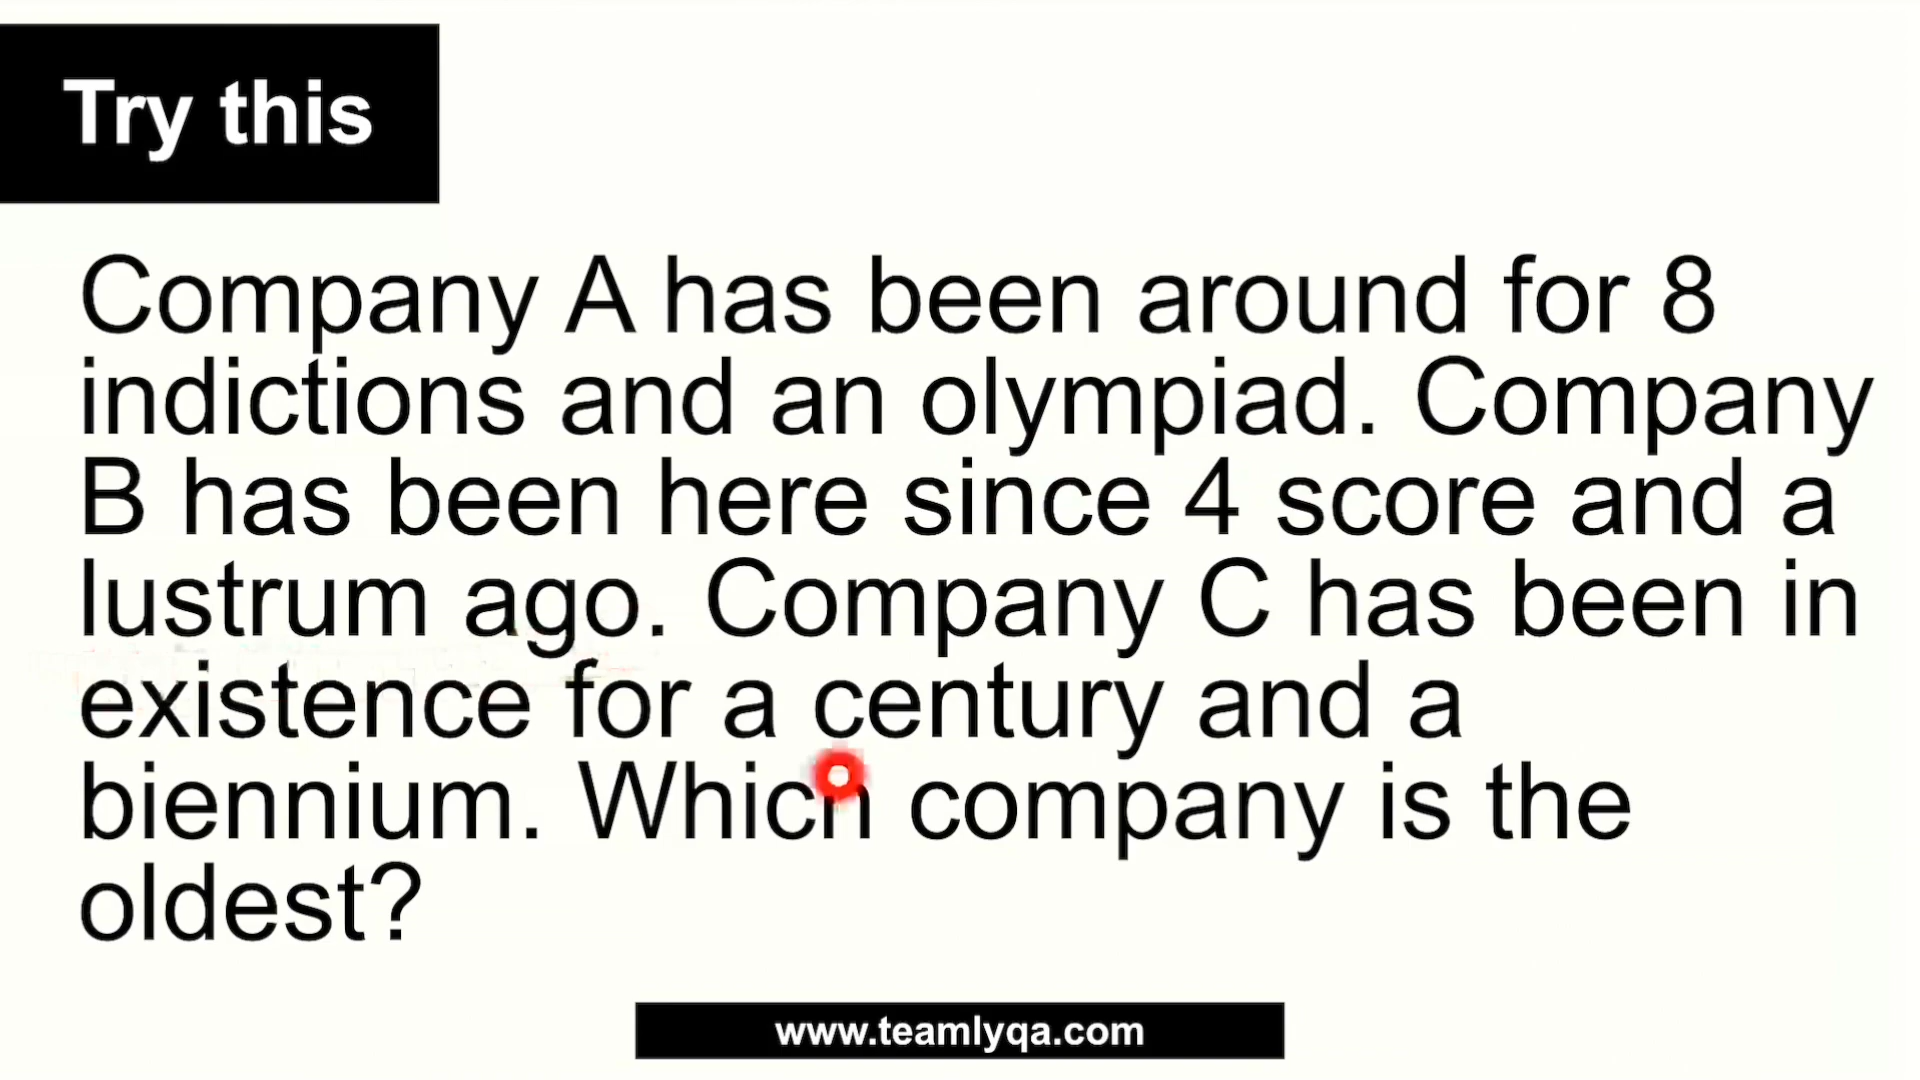 Try this
Company A has been around for 8
indictions and an olympiad. Company
B has been here since 4 score and a
lustrum ago. Company C has been in
existence for a century and a
biennium. Which company is the
oldest?
www.teamlyqa.com